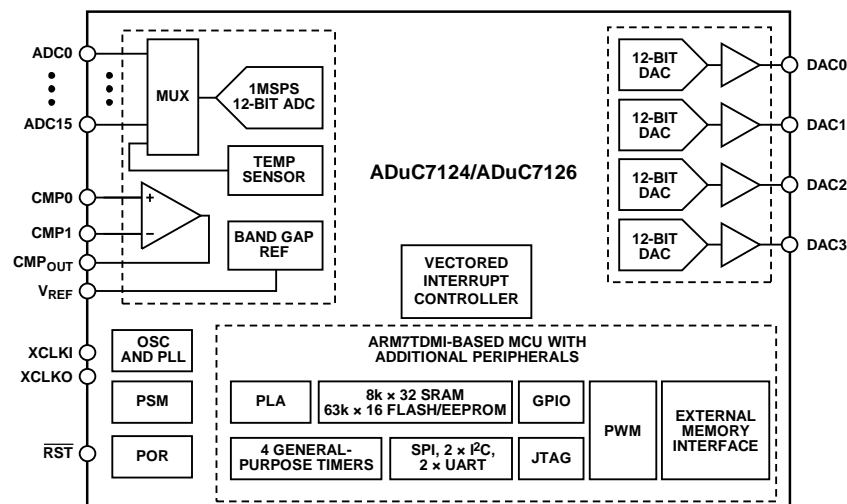 ADC0
ADC15
MUX
1MSPS
12-BIT ADC
TEMP
SENSOR
CMP0
CMP1
CMPOUT
VREF
+
–
BAND GAP
REF
ADuC7124/ADuC7126
VECTORED
INTERRUPT
CONTROLLER
12-BIT
DAC
DAC0
12-BIT
DAC
DAC1
12-BIT
DAC
DAC2
12-BIT
DAC
DAC3
XCLKI
XCLKO
RST
OSC
AND PLL
PSM
POR
ARM7TDMI-BASED MCU WITH
ADDITIONAL PERIPHERALS
PLA
8k × 32 SRAM
63k × 16 FLASH/EEPROM
GPIO
4 GENERAL-
PURPOSE TIMERS
SPI, 2 × I²C,
2 × UART
JTAG
PWM
EXTERNAL
MEMORY
INTERFACE